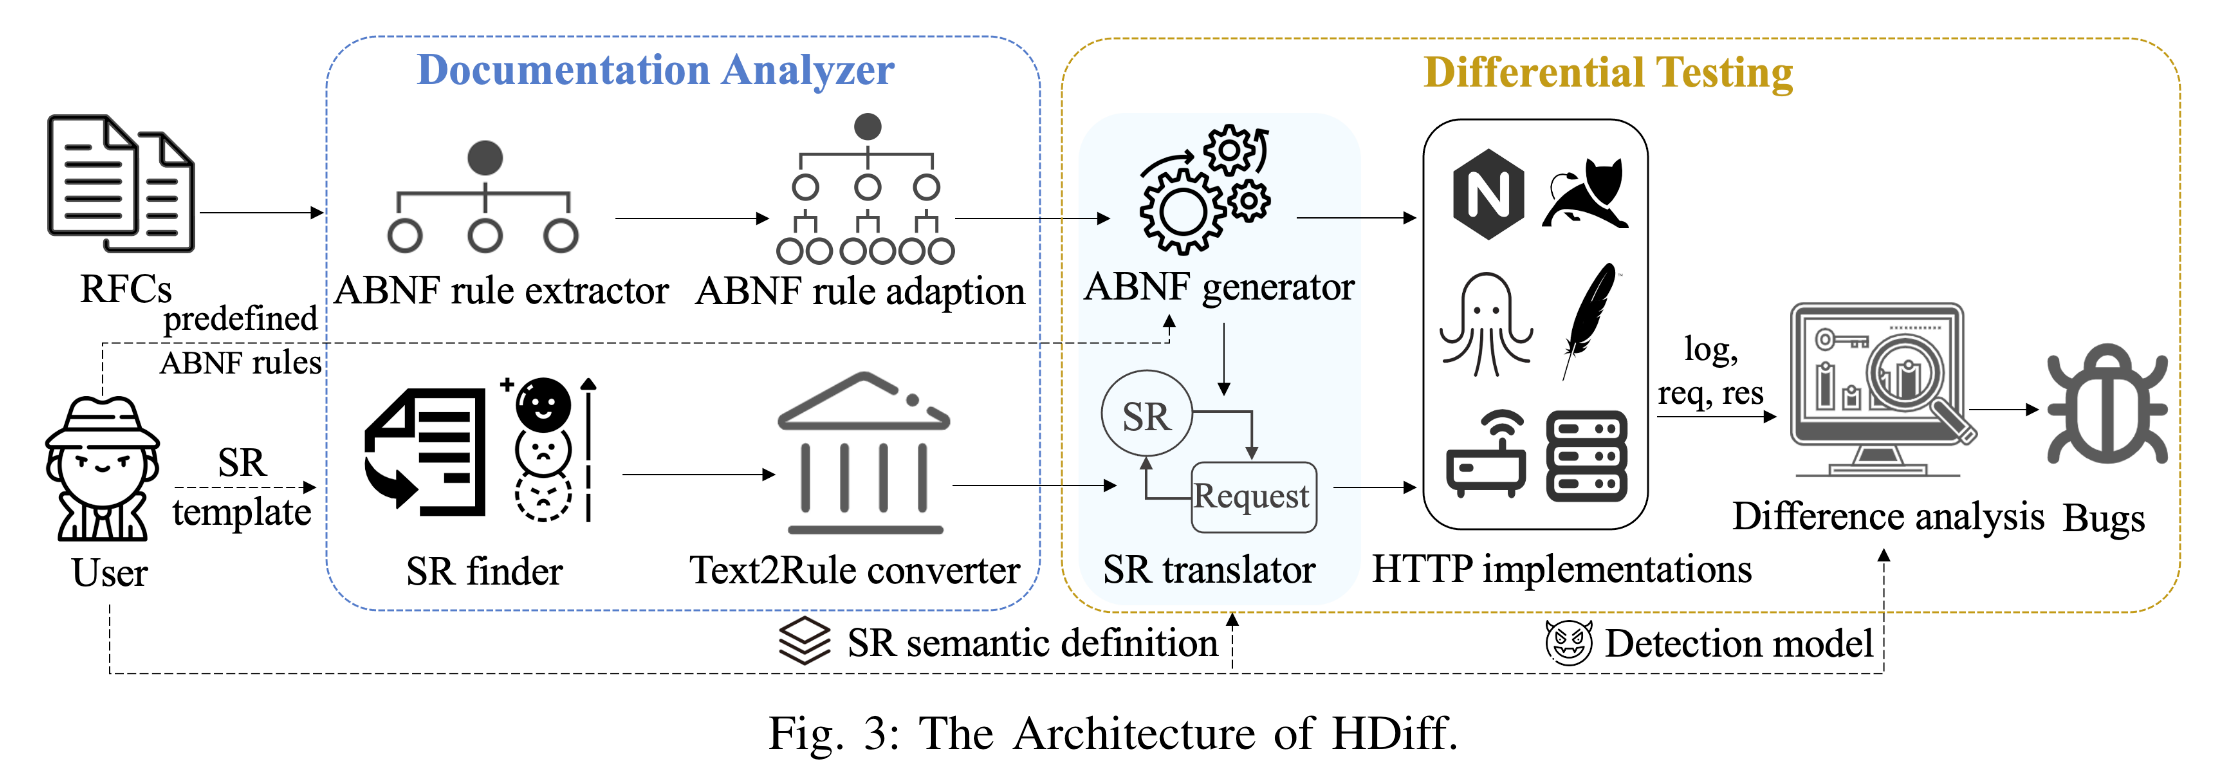 Documentation Analyzer
Differential Testing
RFCs
ABNF rule extractor
ABNF rule adaption
ABNF generator
predefined
ABNF rules
log,
req, res
SR
template
User
SR finder
Text2Rule converter
SR
Request
SR translator
HTTP implementations
Difference analysis
Bugs
SR semantic definition
Detection model
Fig. 3: The Architecture of HDiff.